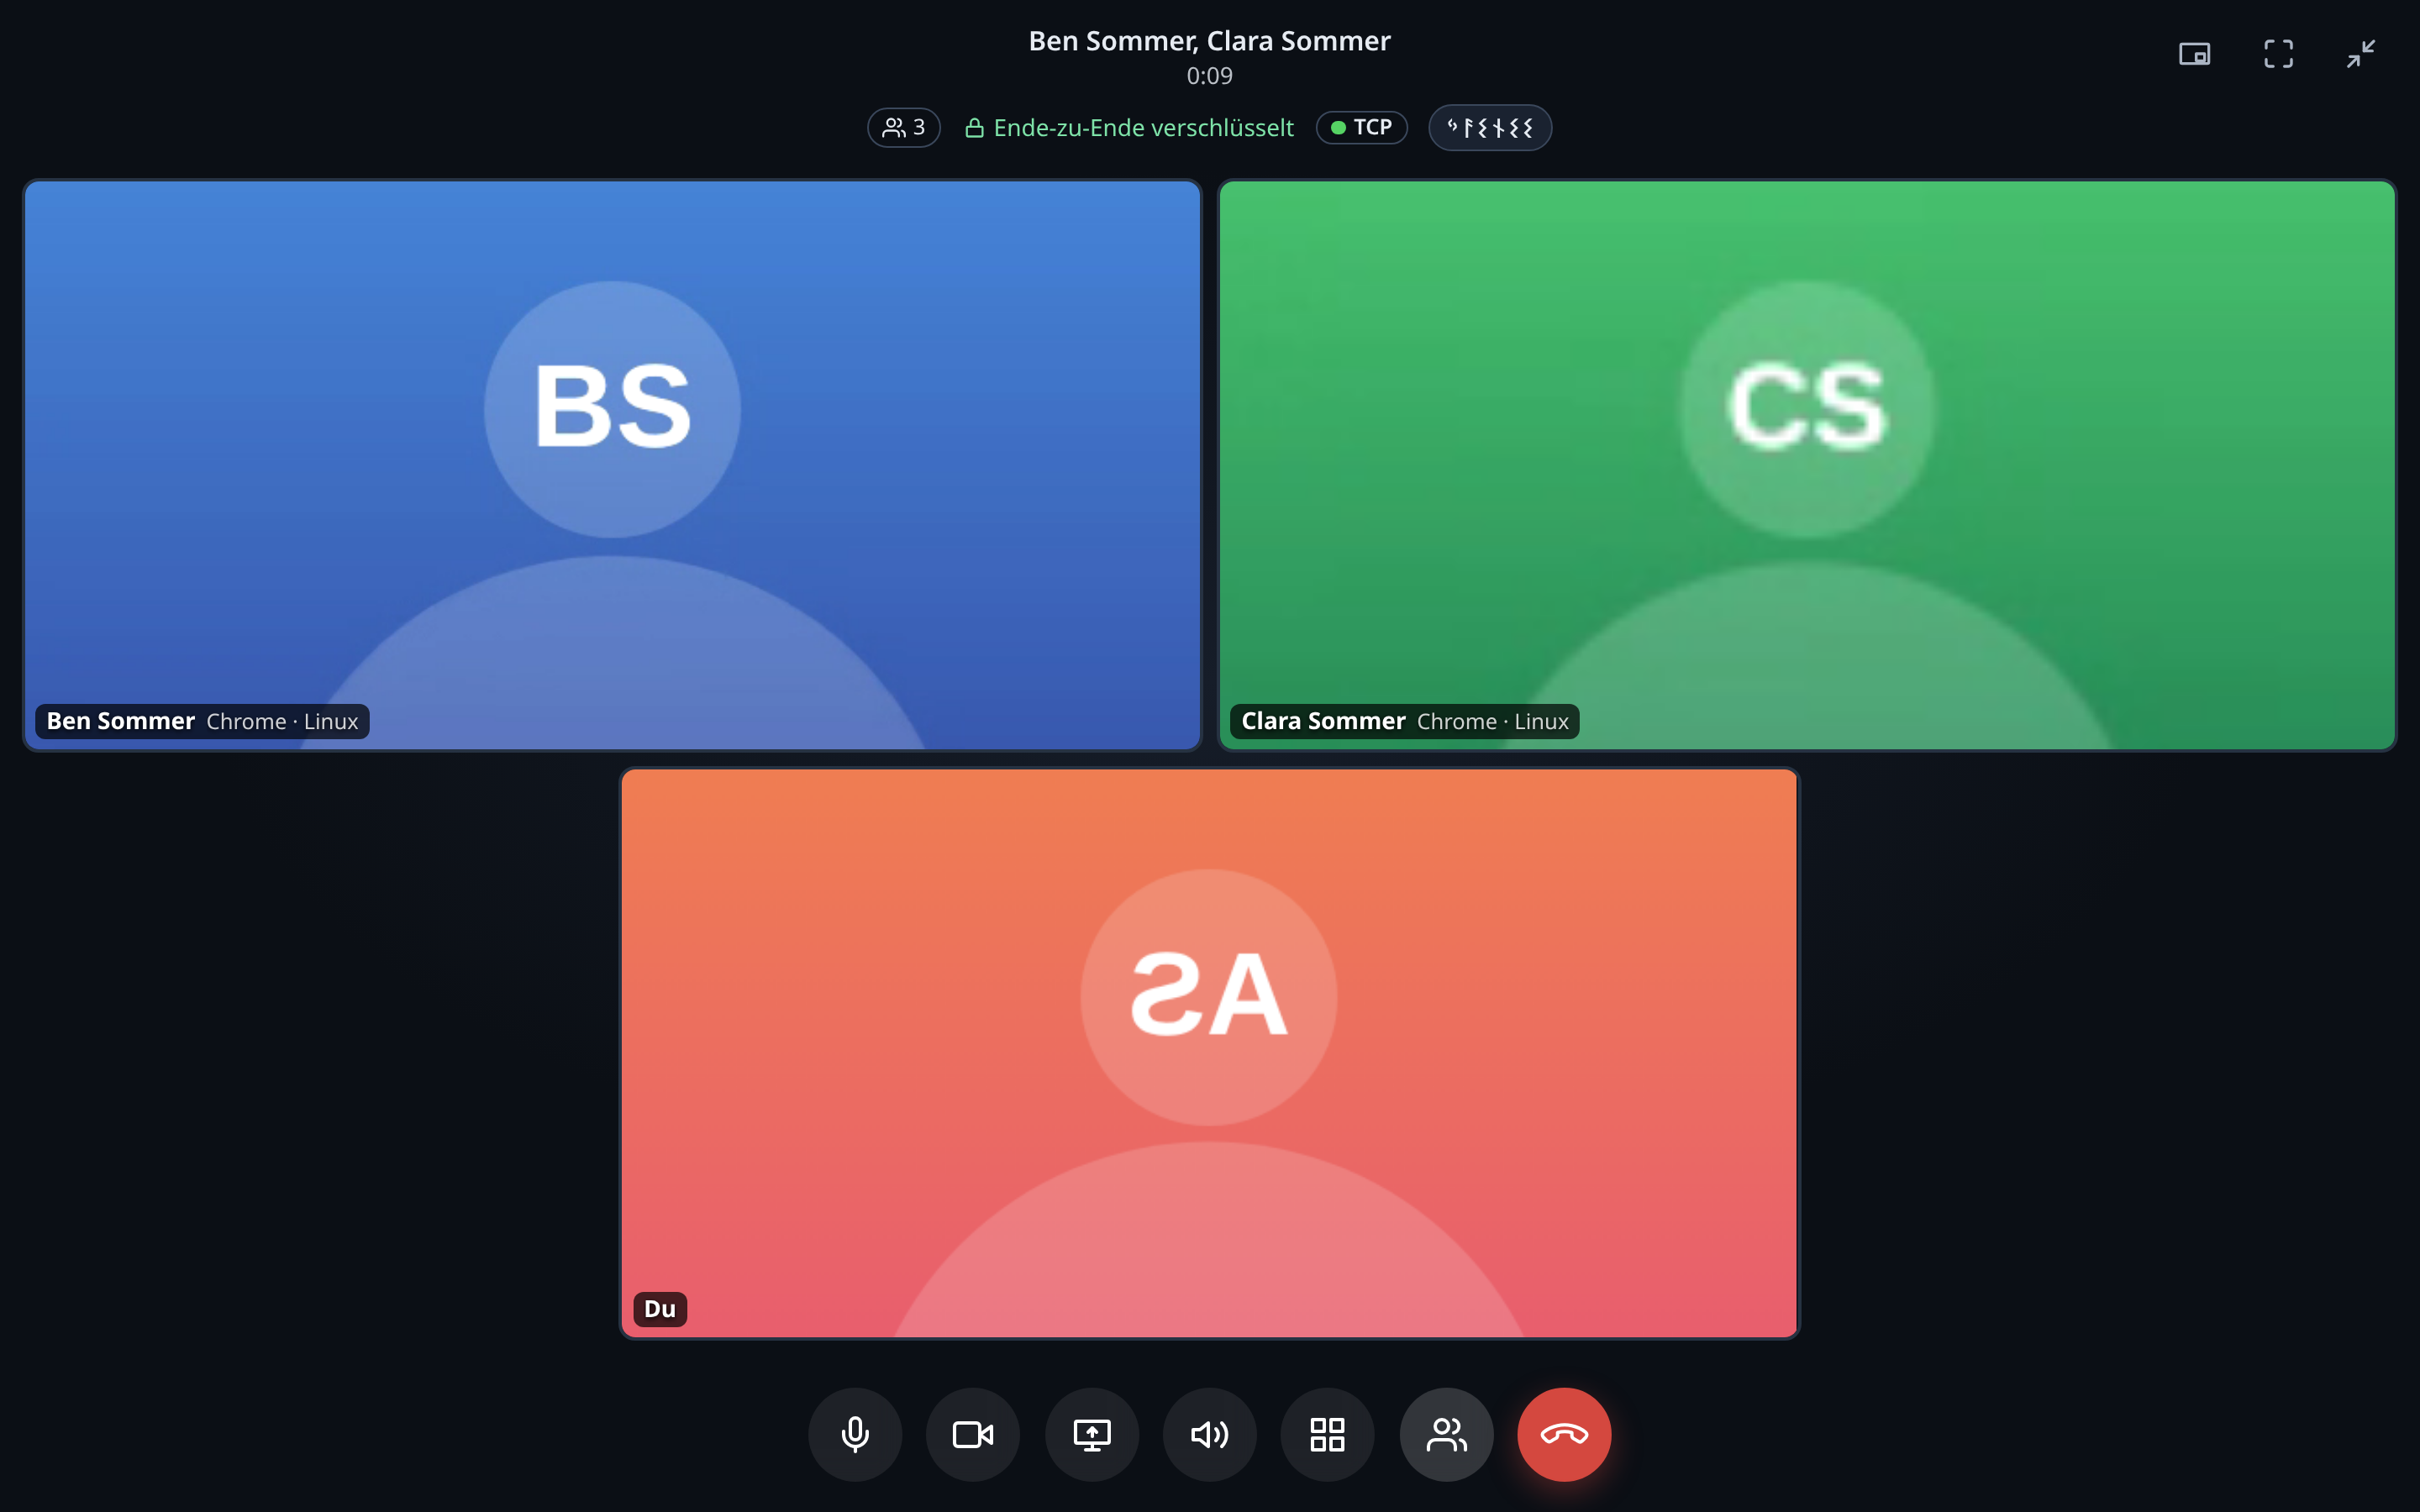 Ben Sommer, Clara Sommer
0:09
3 Ende-zu-Ende verschlüsselt TCP
BS
CS
Ben Sommer Chrome · Linux
Clara Sommer Chrome · Linux
SA
Du